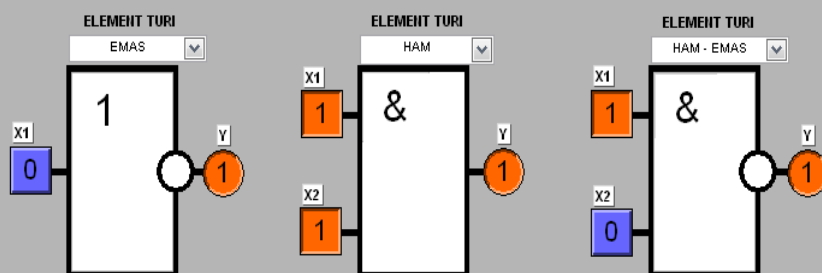 ELEMENT TURI
EMAS
1
X1
0
Y
1
ELEMENT TURI
HAM
X1
1
&
Y
1
X2
1
ELEMENT TURI
HAM - EMAS
X1
1
&
Y
1
X2
0